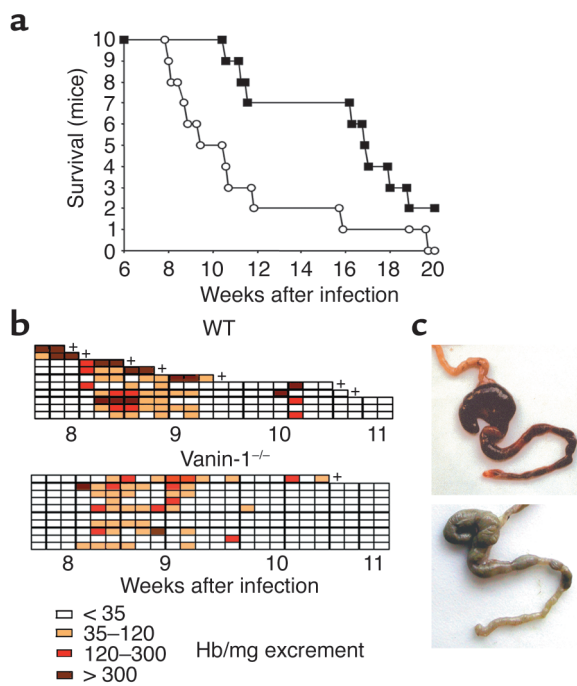 a
Survival (mice)
10
9
8
7
6
5
4
3
2
1
0
6 8 10 12 14 16 18 20
Weeks after infection
b
WT
+
+
+
+
+
+
+
+
8 9 10 11
Vanin-1–/–
+
8 9 10 11
Weeks after infection
< 35
35–120
120–300
> 300
Hb/mg excrement
c